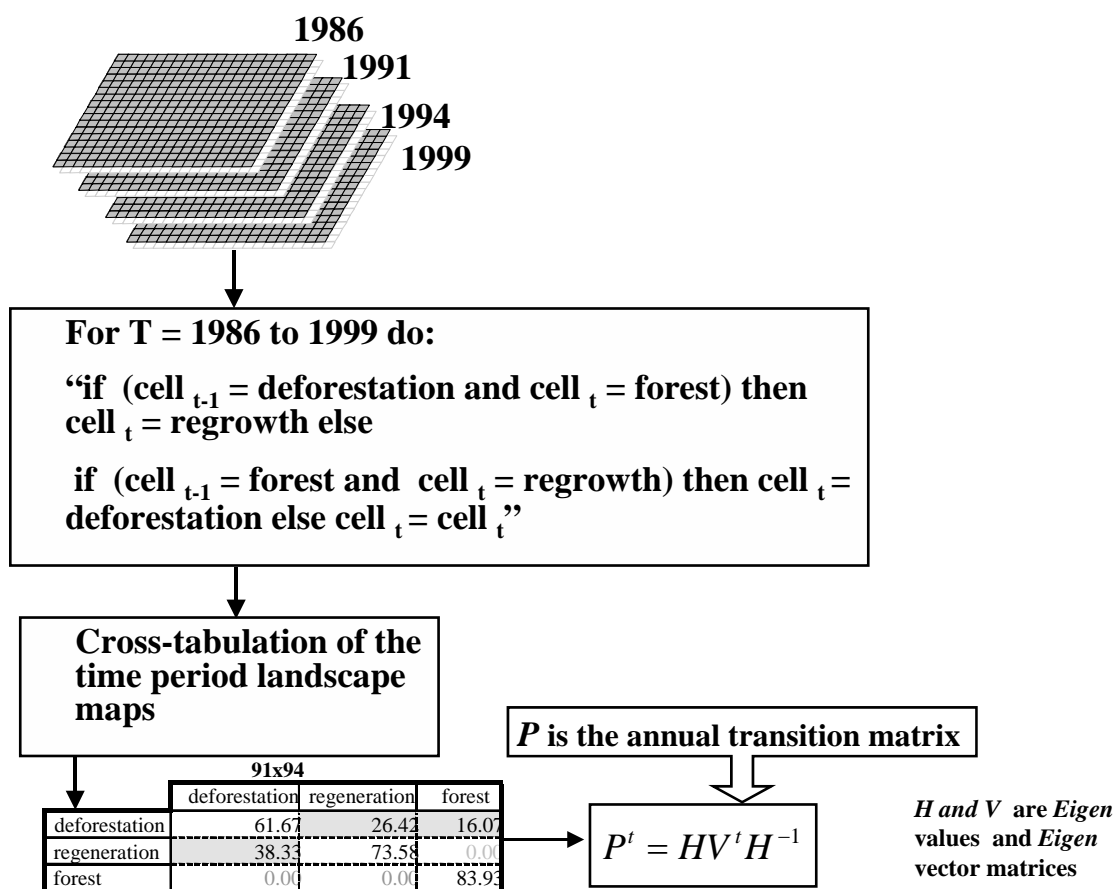 1986
1991
1994
1999
For T = 1986 to 1999 do:
“if (cell t-1 = deforestation and cell t = forest) then
cell t = regrowth else
if (cell t-1 = forest and cell t = regrowth) then cell t =
deforestation else cell t = cell t”
Cross-tabulation of the
time period landscape
maps
P is the annual transition matrix
91x94
deforestation regeneration forest
deforestation 61.67 26.42 16.07
regeneration 38.33 73.58 0.00
forest 0.00 0.00 83.93
P^t = HV^t H^-1
H and V are Eigen
values and Eigen
vector matrices